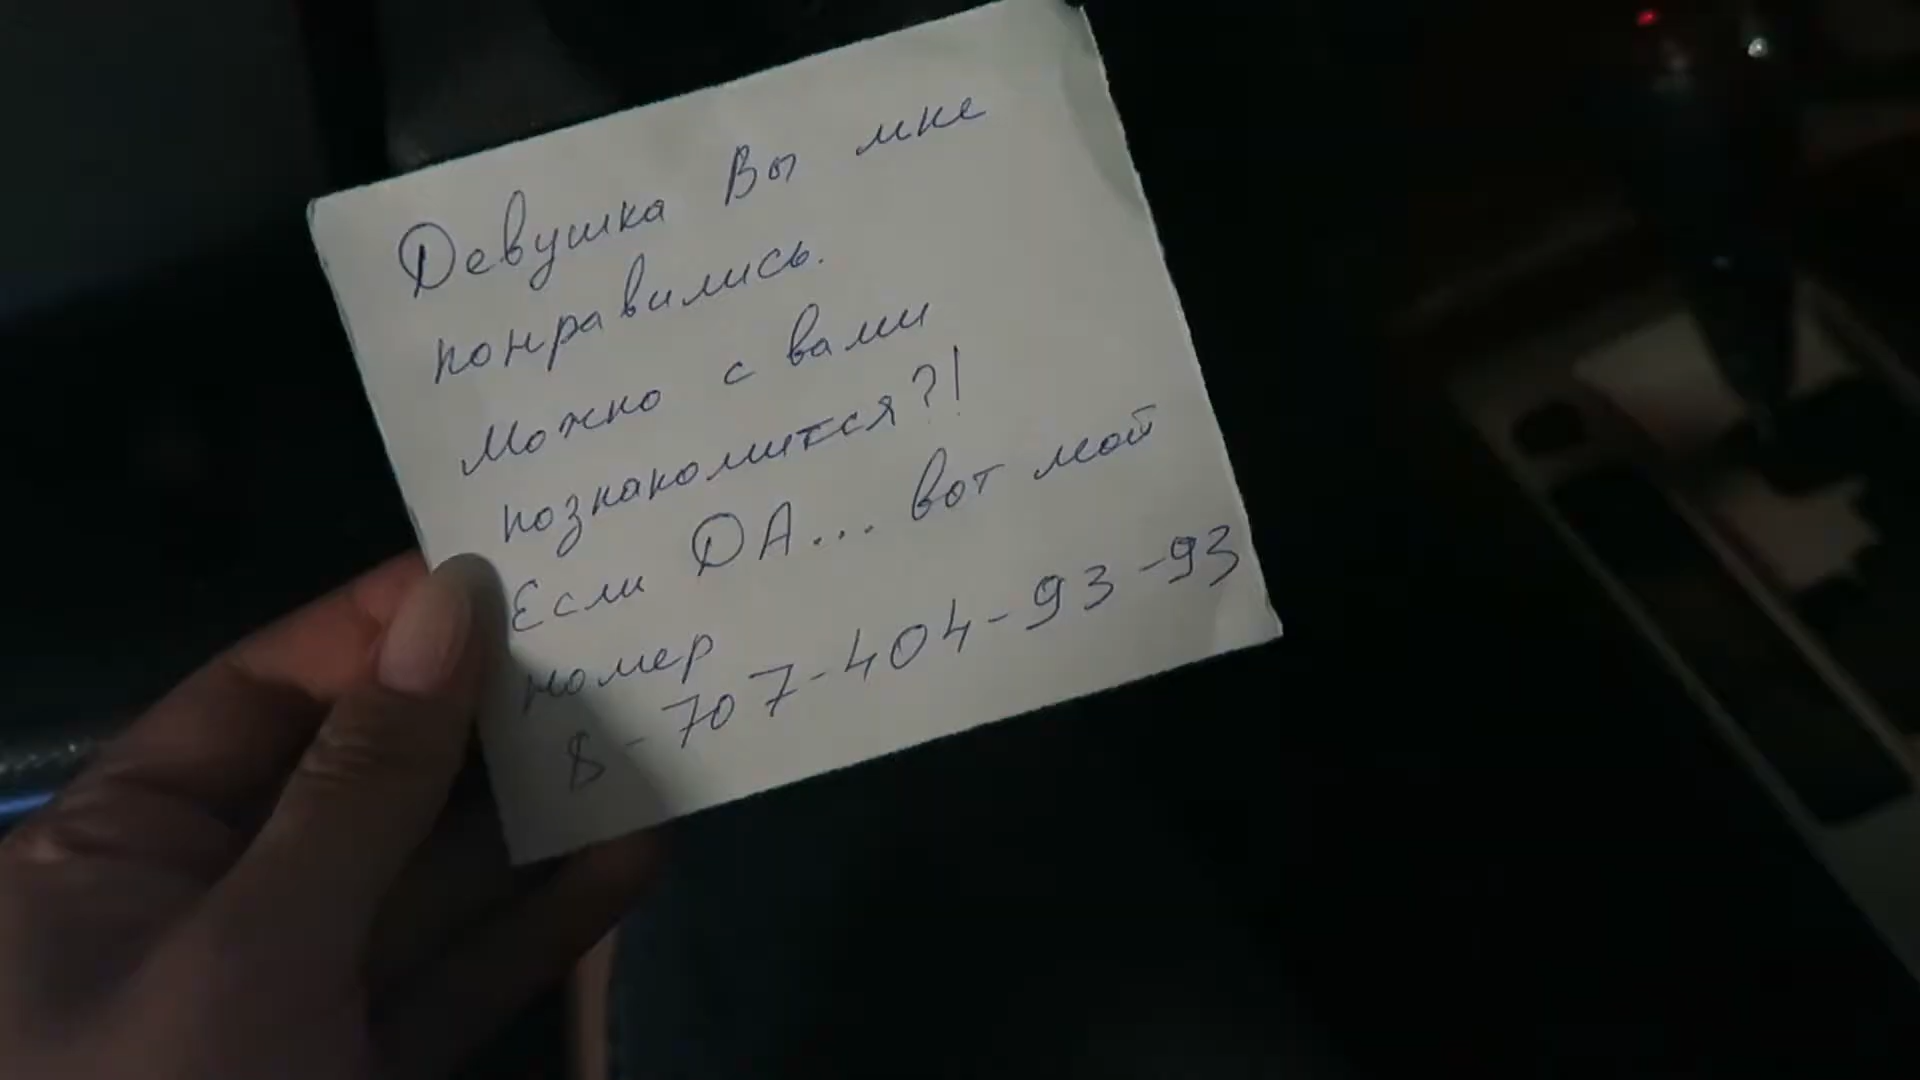 Девушка Вы мне
понравились.
Можно с вами
познакомится?!
Если ДА... вот мой
номер
8-707-404-93-93